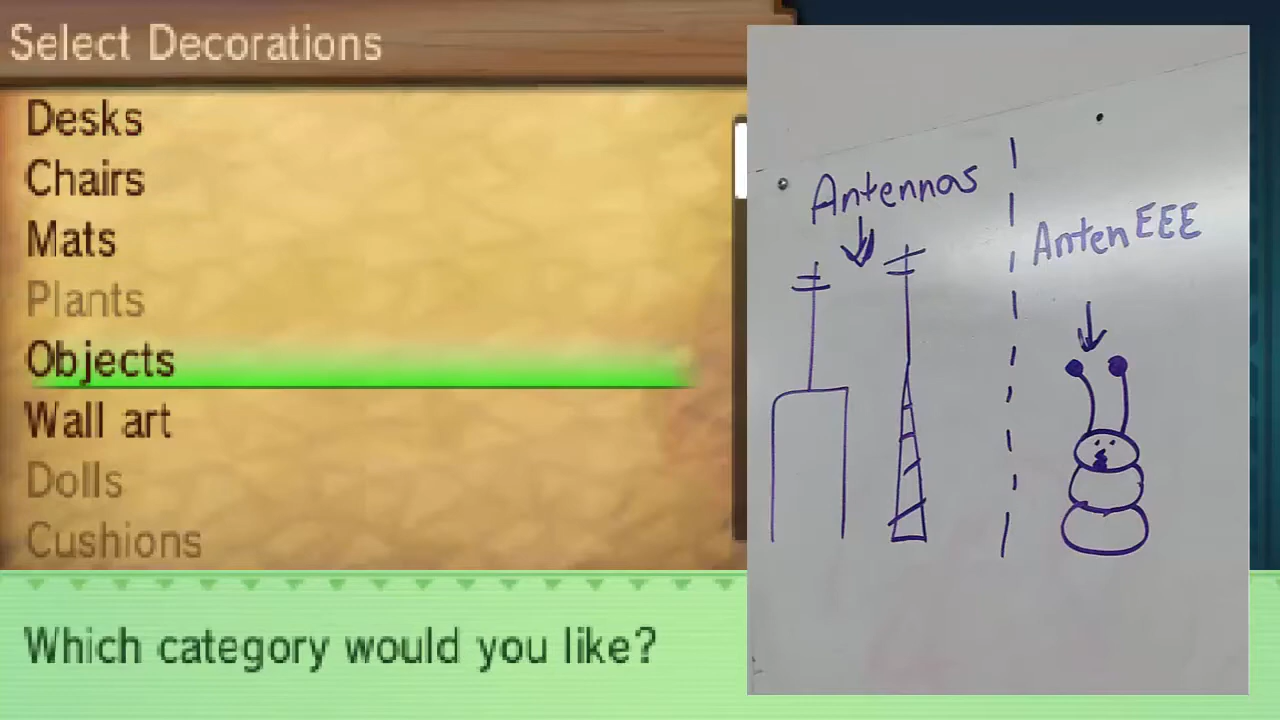 Select Decorations
Desks
Chairs
Mats
Plants
Objects
Wall art
Dolls
Cushions
Which category would you like?
Antennas
AntenEEE